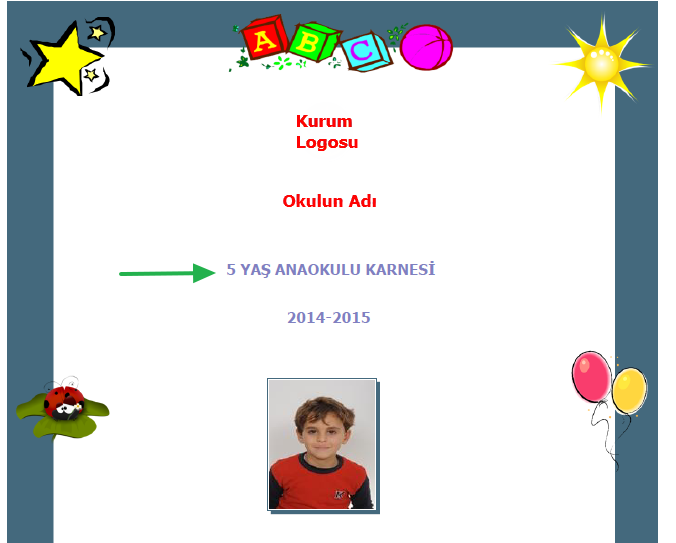 A B C
Kurum
Logosu
Okulun Adı
5 YAŞ ANAOKULU KARNESİ
2014-2015